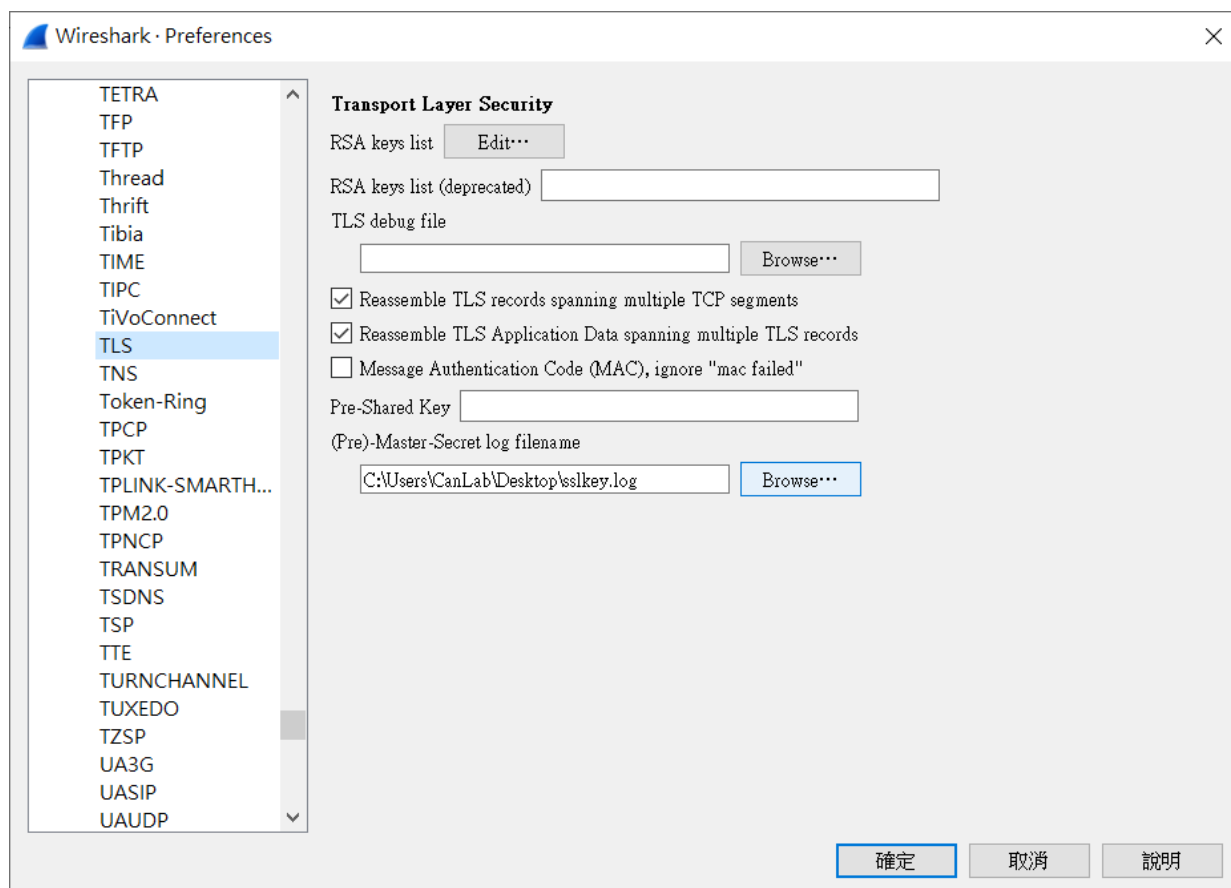 Wireshark · Preferences
TETRA
TFP
TFTP
Thread
Thrift
Tibia
TIME
TIPC
TiVoConnect
TLS
TNS
Token-Ring
TPCP
TPKT
TPLINK-SMARTH...
TPM2.0
TPNCP
TRANSUM
TSDNS
TSP
TTE
TURNCHANNEL
TUXEDO
TZSP
UA3G
UASIP
UAUDP
Transport Layer Security
RSA keys list Edit…
RSA keys list (deprecated)
TLS debug file
Browse…
Reassemble TLS records spanning multiple TCP segments
Reassemble TLS Application Data spanning multiple TLS records
Message Authentication Code (MAC), ignore "mac failed"
Pre-Shared Key
(Pre)-Master-Secret log filename
C:\Users\CanLab\Desktop\sslkey.log Browse…
確定 取消 說明